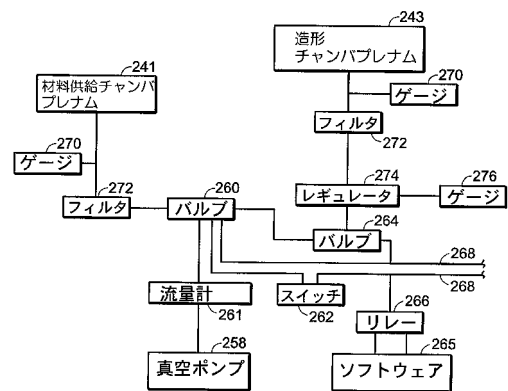 243
造形
チャンバプレナム
241
材料供給チャンバ
プレナム
270
ゲージ
フィルタ
272
270
ゲージ
272
フィルタ
260
バルブ
274
レギュレータ
276
ゲージ
264
バルブ
268
268
流量計
261
スイッチ
262
266
リレー
258
真空ポンプ
265
ソフトウェア